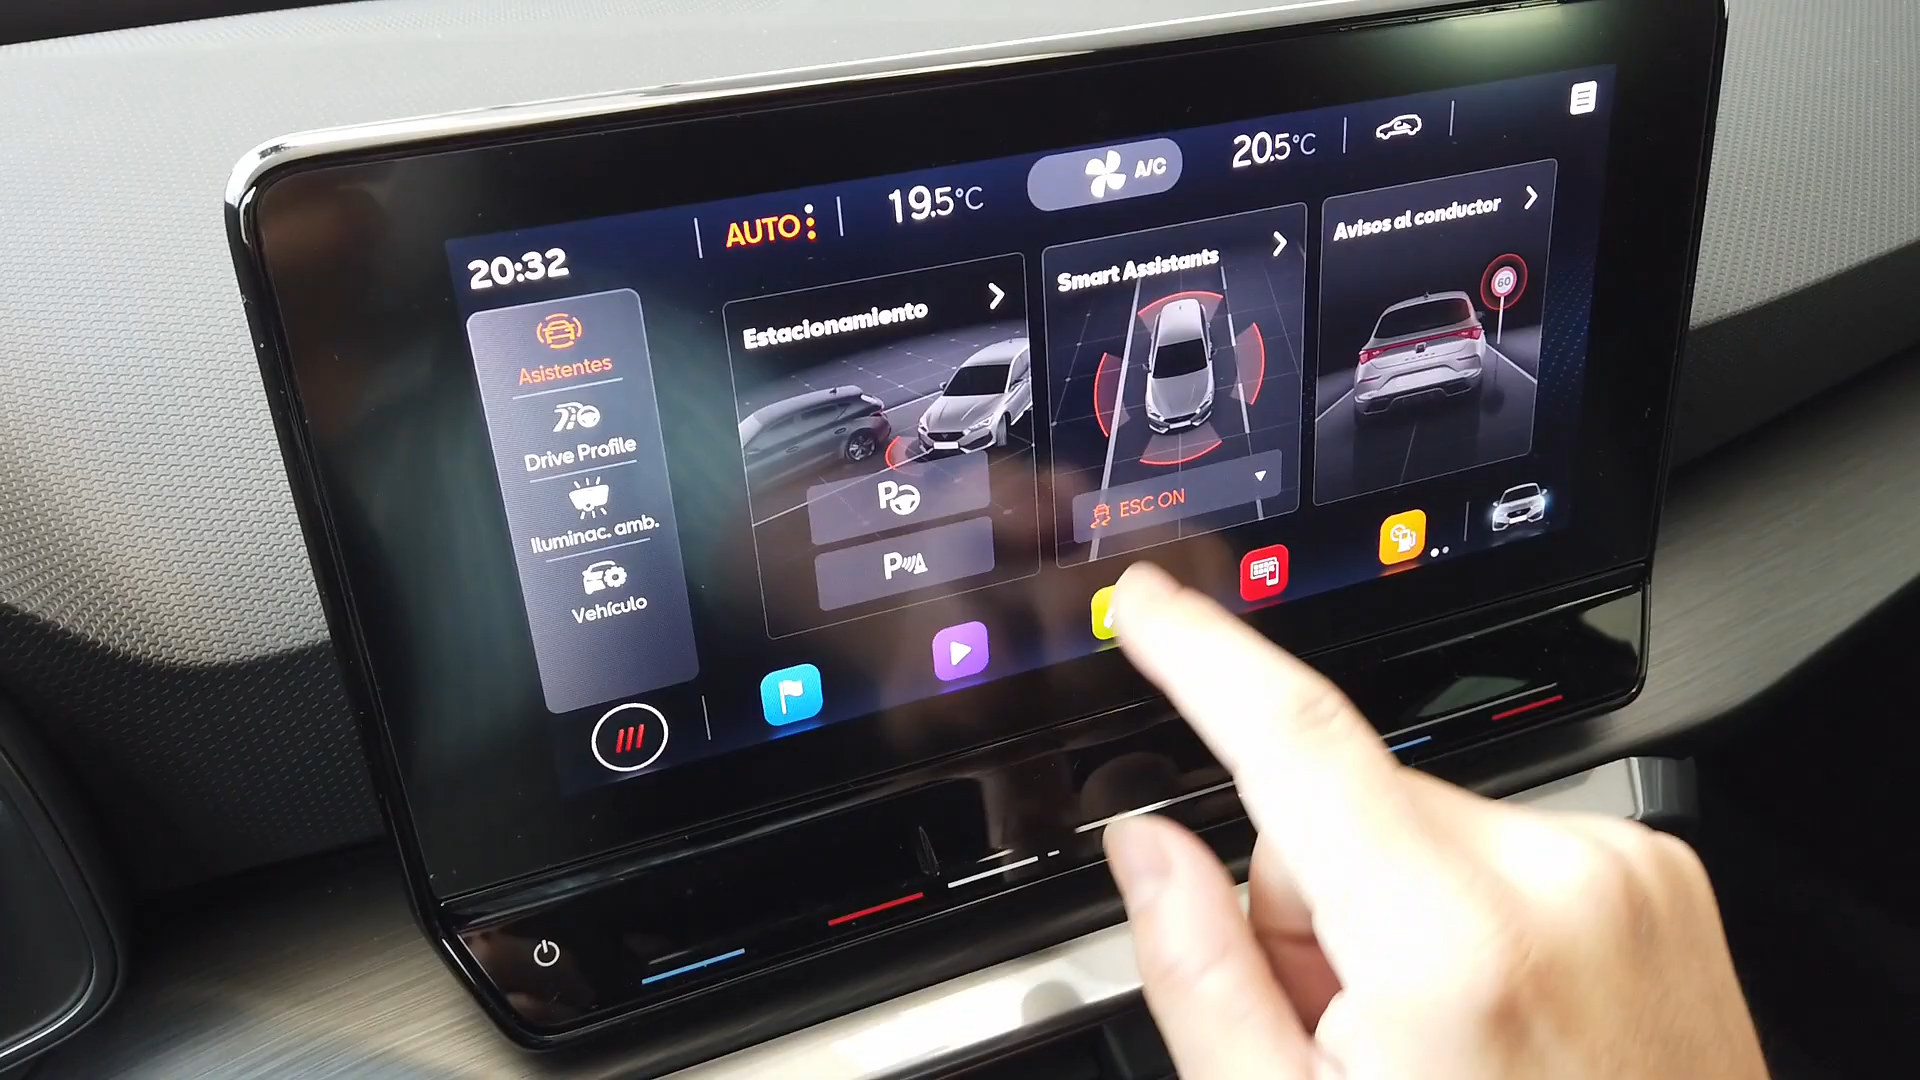 20:32
AUTO
19.5°C
A/C
20.5°C
Asistentes
Drive Profile
Iluminac. amb.
Vehículo
Estacionamiento
P
P
Smart Assistants
ESC ON
Avisos al conductor
60